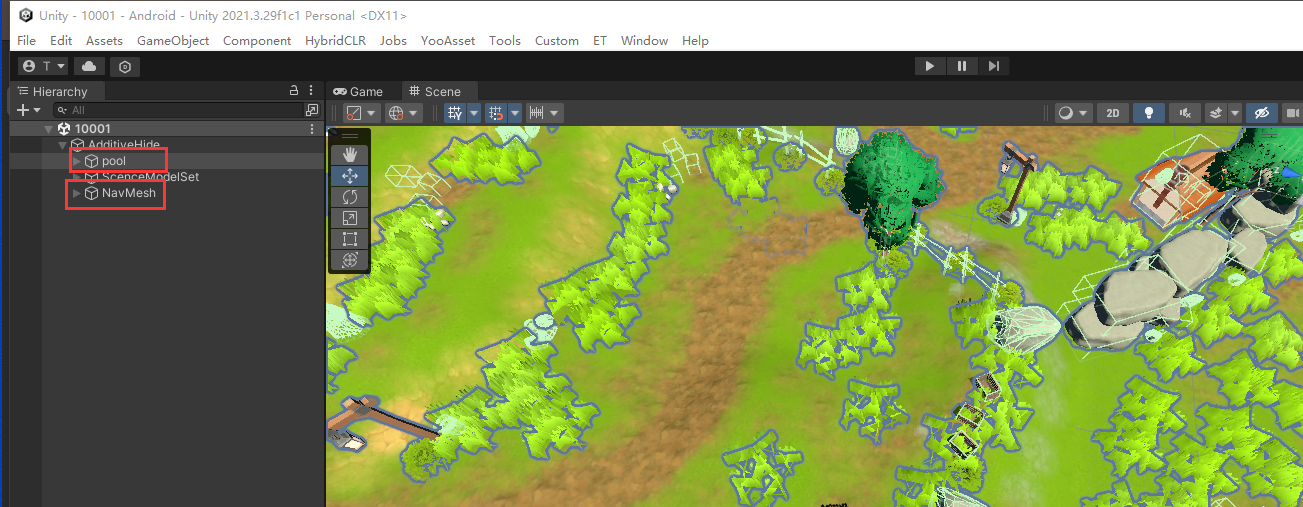 Unity - 10001 - Android - Unity 2021.3.29f1c1 Personal <DX11>
File Edit Assets GameObject Component HybridCLR Jobs YooAsset Tools Custom ET Window Help
T
Hierarchy
Game
Scene
All
2D
10001
AdditiveHide
pool
ScenceModelSet
NavMesh